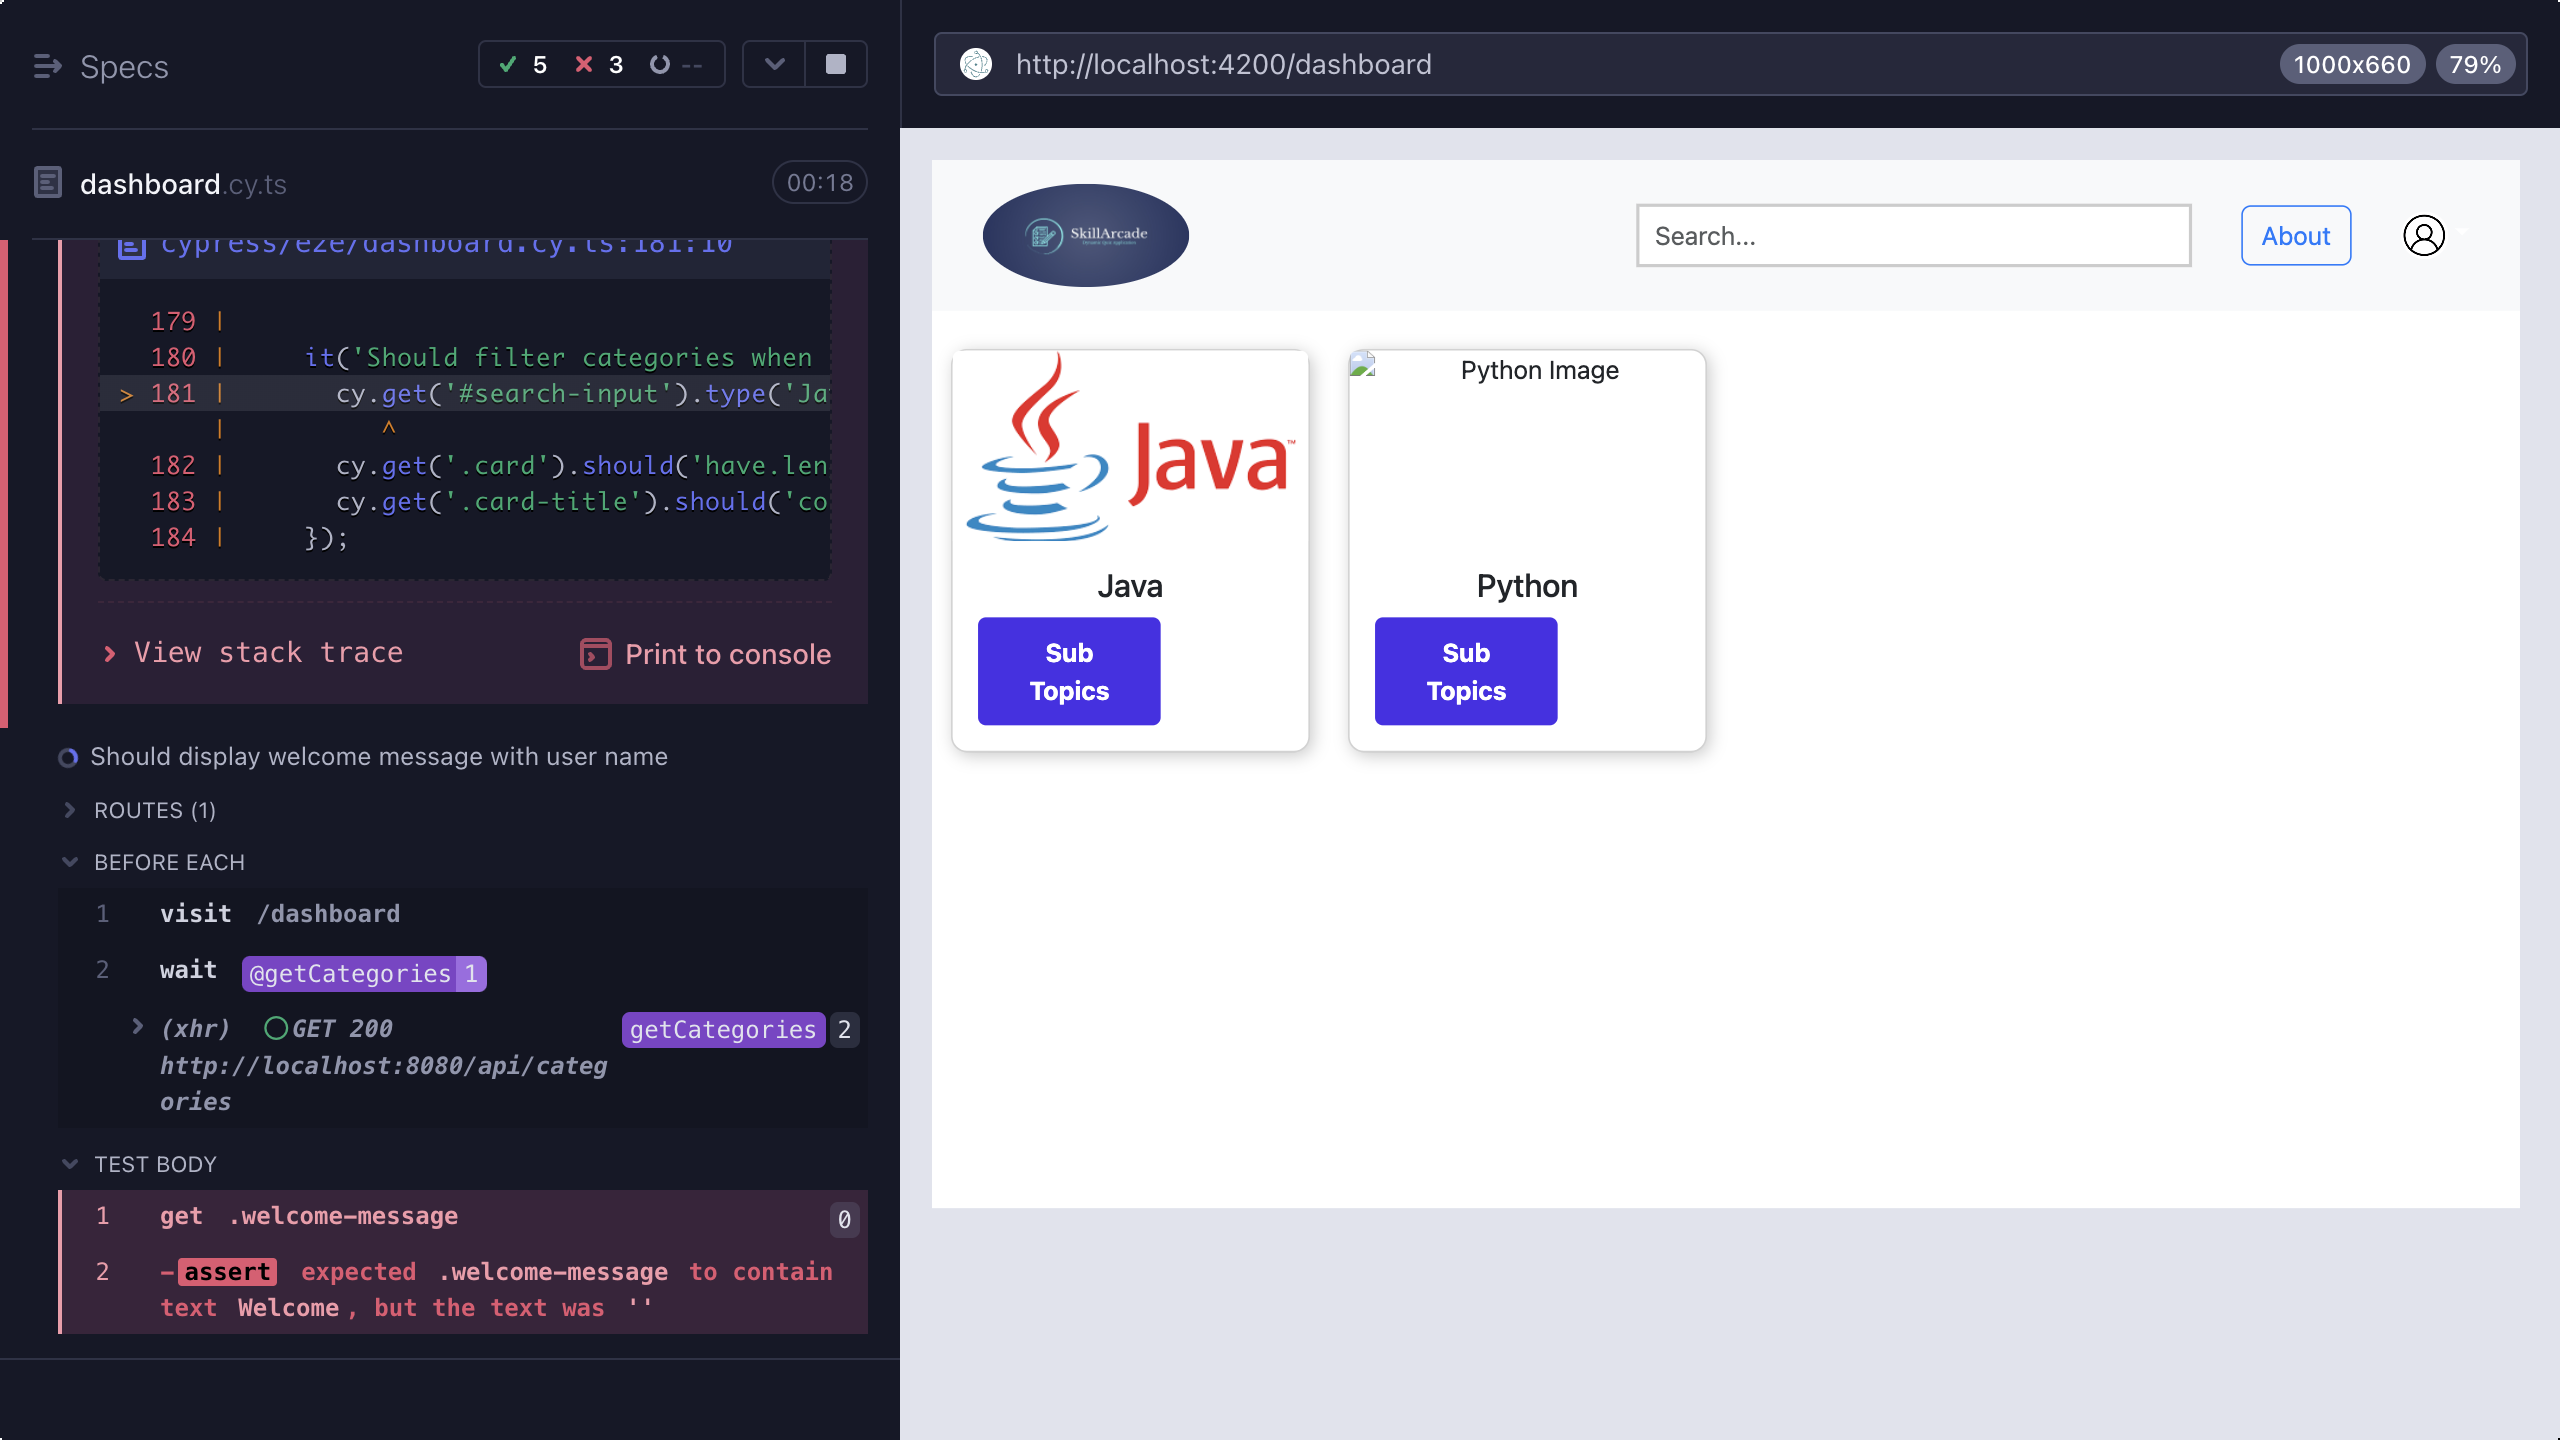 Specs
5
3
--
dashboard.cy.ts
00:18
cypress/e2e/dashboard.cy.ts:181:10
179 |
180 | it('Should filter categories when
> 181 | cy.get('#search-input').type('Ja
| ^
182 | cy.get('.card').should('have.len
183 | cy.get('.card-title').should('co
184 | });
View stack trace
Print to console
Should display welcome message with user name
ROUTES (1)
BEFORE EACH
1 visit /dashboard
2 wait @getCategories 1
(xhr) GET 200 getCategories 2
http://localhost:8080/api/categ
ories
TEST BODY
1 get .welcome-message 0
2 -assert expected .welcome-message to contain
text Welcome, but the text was ''
http://localhost:4200/dashboard
1000x660
79%
SkillArcade
Search...
About
Java™
Java
Sub
Topics
Python Image
Python
Sub
Topics